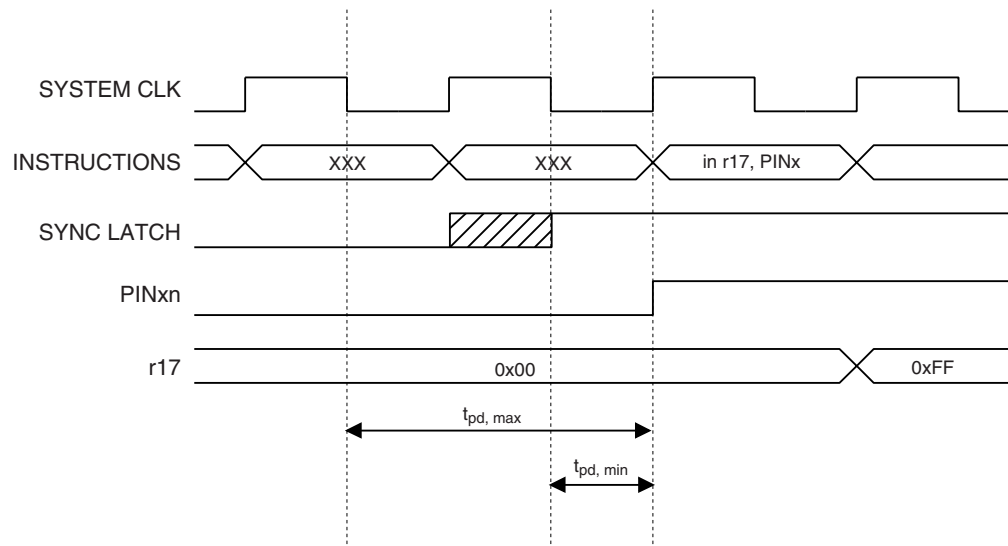 SYSTEM CLK
INSTRUCTIONS XXX XXX in r17, PINx
SYNC LATCH
PINxn
r17 0x00 0xFF
tpd, max
tpd, min